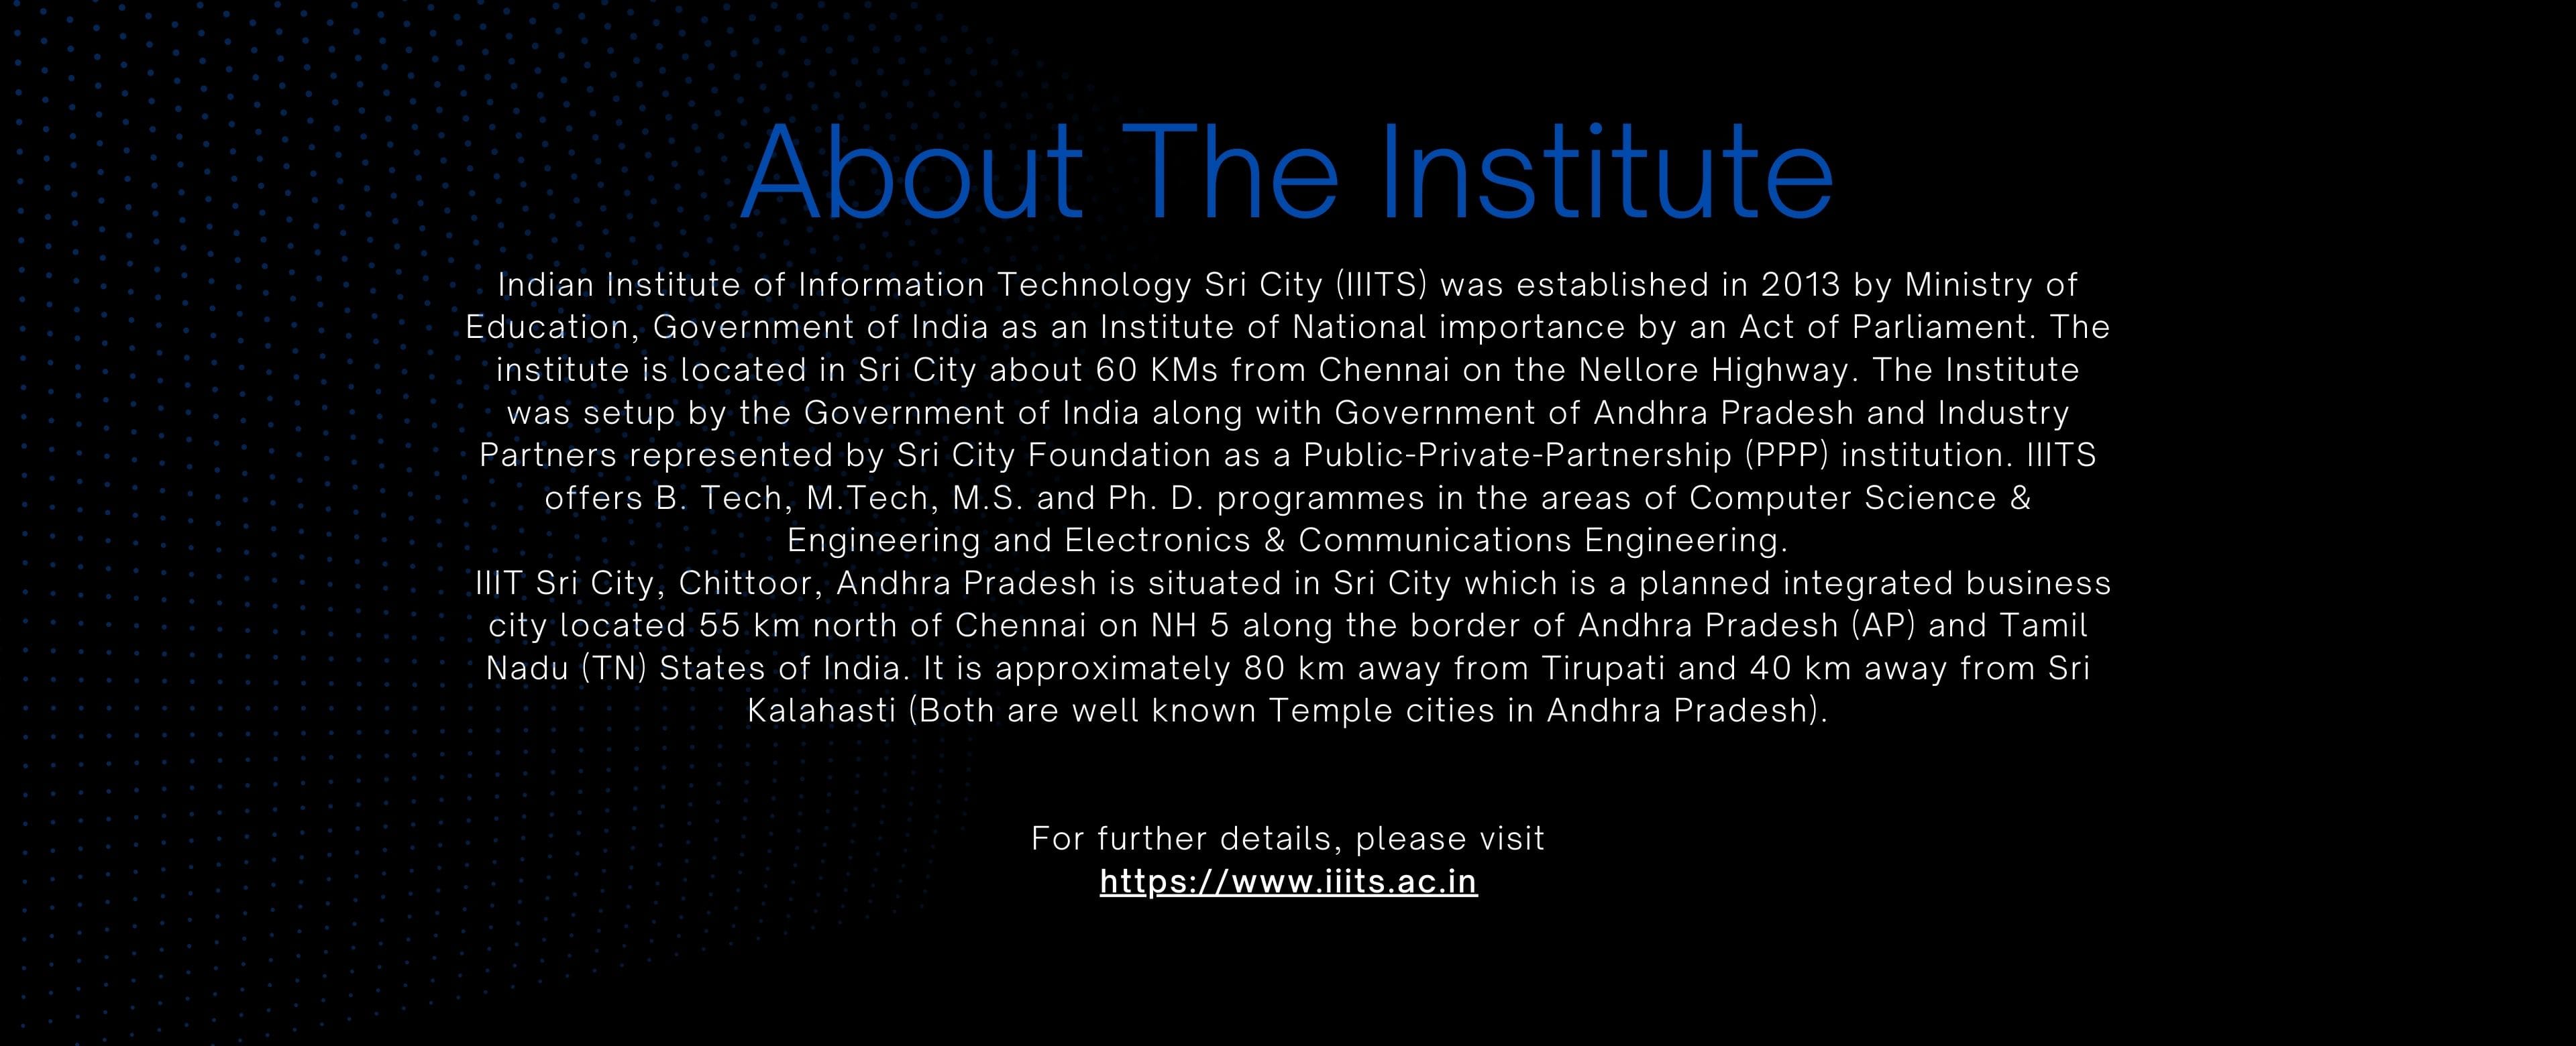 About The Institute
Indian Institute of Information Technology Sri City (IIITS) was established in 2013 by Ministry of
Education, Government of India as an Institute of National importance by an Act of Parliament. The
institute is located in Sri City about 60 KMs from Chennai on the Nellore Highway. The Institute
was setup by the Government of India along with Government of Andhra Pradesh and Industry
Partners represented by Sri City Foundation as a Public-Private-Partnership (PPP) institution. IIITS
offers B. Tech, M.Tech, M.S. and Ph. D. programmes in the areas of Computer Science &
Engineering and Electronics & Communications Engineering.
IIIT Sri City, Chittoor, Andhra Pradesh is situated in Sri City which is a planned integrated business
city located 55 km north of Chennai on NH 5 along the border of Andhra Pradesh (AP) and Tamil
Nadu (TN) States of India. It is approximately 80 km away from Tirupati and 40 km away from Sri
Kalahasti (Both are well known Temple cities in Andhra Pradesh).
For further details, please visit
https://www.iiits.ac.in